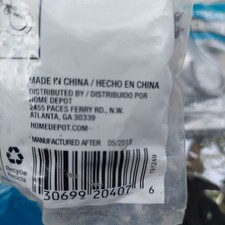 MADE IN CHINA / HECHO EN CHINA
DISTRIBUTED BY / DISTRIBUIDO POR
HOME DEPOT
2455 PACES FERRY RD., N.W.
ATLANTA, GA 30339
HOMEDEPOT.COM
MANUFACTURED AFTER 05/2018
Recycle
30699 20407 6